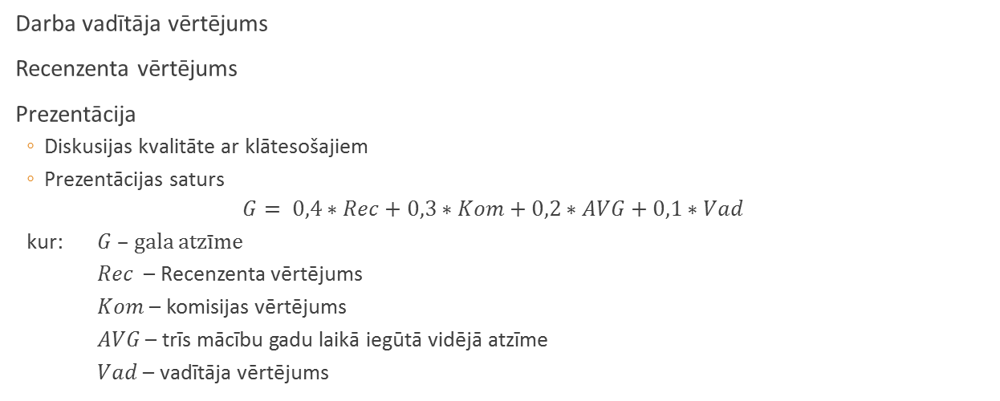 Darba vadītāja vērtējums
Recenzenta vērtējums
Prezentācija
◦ Diskusijas kvalitāte ar klātesošajiem
◦ Prezentācijas saturs
G = 0,4 ∗ Rec + 0,3 ∗ Kom + 0,2 ∗ AVG + 0,1 ∗ Vad
kur: G – gala atzīme
Rec – Recenzenta vērtējums
Kom – komisijas vērtējums
AVG – trīs mācību gadu laikā iegūtā vidējā atzīme
Vad – vadītāja vērtējums